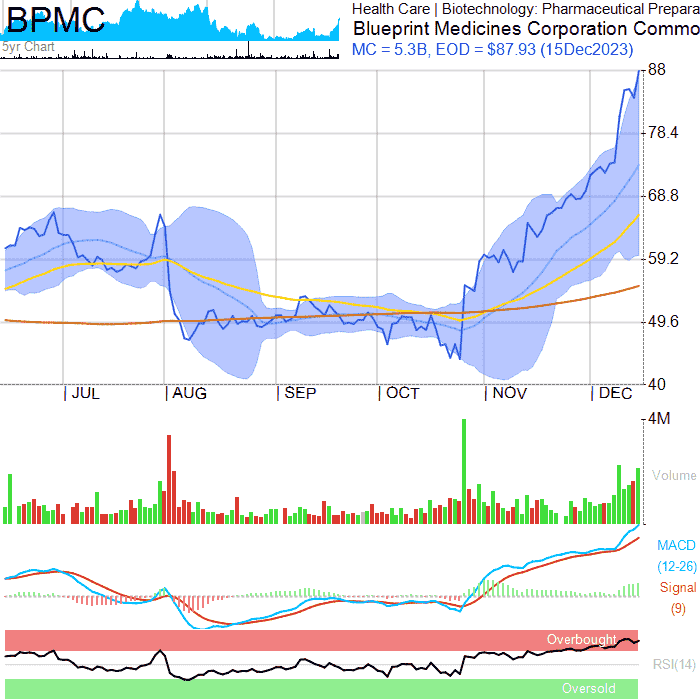 BPMC
5yr Chart
Health Care | Biotechnology: Pharmaceutical Prepara
Blueprint Medicines Corporation Commo
MC = 5.3B, EOD = $87.93 (15Dec2023)
88
78.4
68.8
59.2
49.6
40
JUL AUG SEP OCT NOV DEC
4M
Volume
MACD
(12-26)
Signal
(9)
Overbought
RSI(14)
Oversold